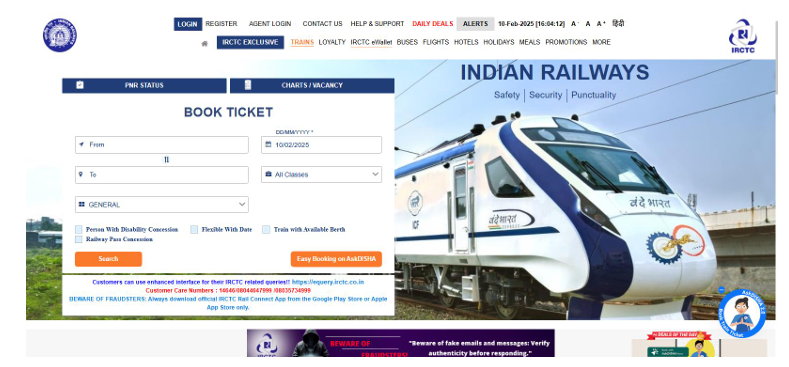 LOGIN REGISTER AGENT LOGIN CONTACT US HELP & SUPPORT DAILY DEALS ALERTS 10-Feb-2025 [16:04:12] A- A A+ हिंदी
IRCTC EXCLUSIVE TRAINS LOYALTY IRCTC eWallet BUSES FLIGHTS HOTELS HOLIDAYS MEALS PROMOTIONS MORE
IRCTC
INDIAN RAILWAYS
Safety | Security | Punctuality
PNR STATUS
CHARTS / VACANCY
BOOK TICKET
DD/MM/YYYY *
From
10/02/2025
To
All Classes
GENERAL
Person With Disability Concession
Flexible With Date
Train with Available Berth
Railway Pass Concession
Search
Easy Booking on AskDISHA
Customers can use enhanced interface for their IRCTC related queries!! https://equery.irctc.co.in
Customer Care Numbers : 14646/08044647999 /08035734999
BEWARE OF FRAUDSTERS: Always download official IRCTC Rail Connect App from the Google Play Store or Apple
App Store only.
वंदे भारत
वंदे भारत
ICF
IRCTC
BEWARE OF
FRAUDSTERS!
"Beware of fake emails and messages: Verify
authenticity before responding."
DEALS OF THE DAY